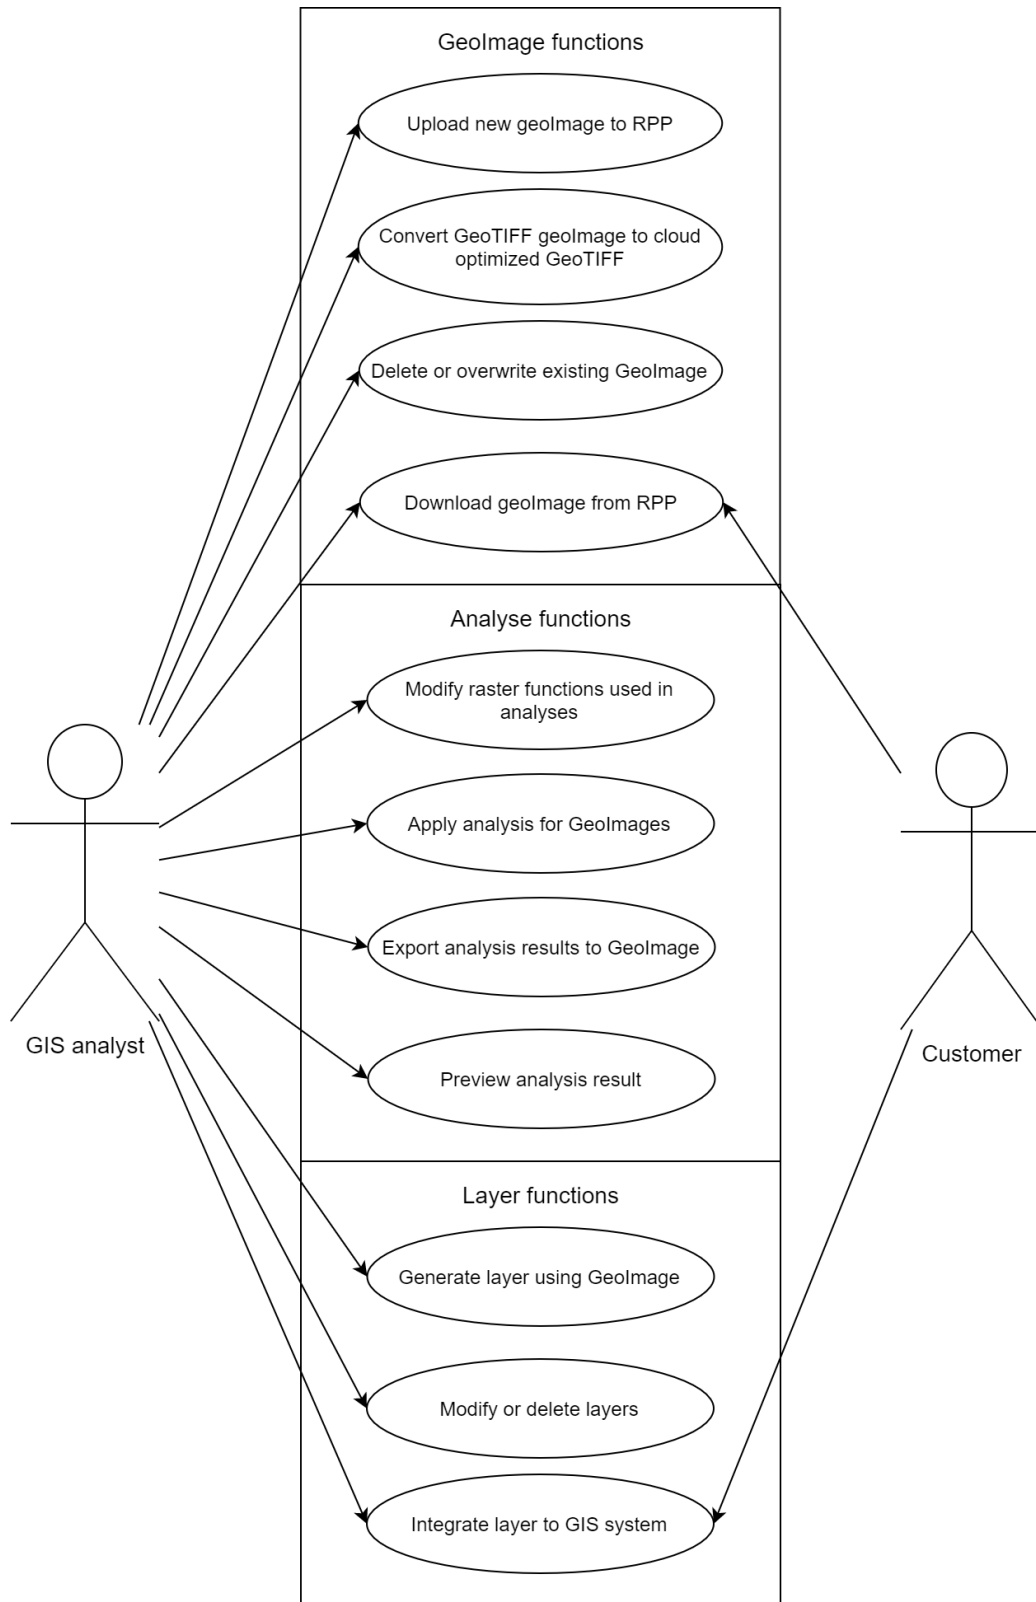 GeoImage functions
Upload new geoImage to RPP
Convert GeoTIFF geoImage to cloud
optimized GeoTIFF
Delete or overwrite existing GeoImage
Download geoImage from RPP
Analyse functions
Modify raster functions used in
analyses
Apply analysis for GeoImages
Export analysis results to GeoImage
Preview analysis result
GIS analyst
Customer
Layer functions
Generate layer using GeoImage
Modify or delete layers
Integrate layer to GIS system